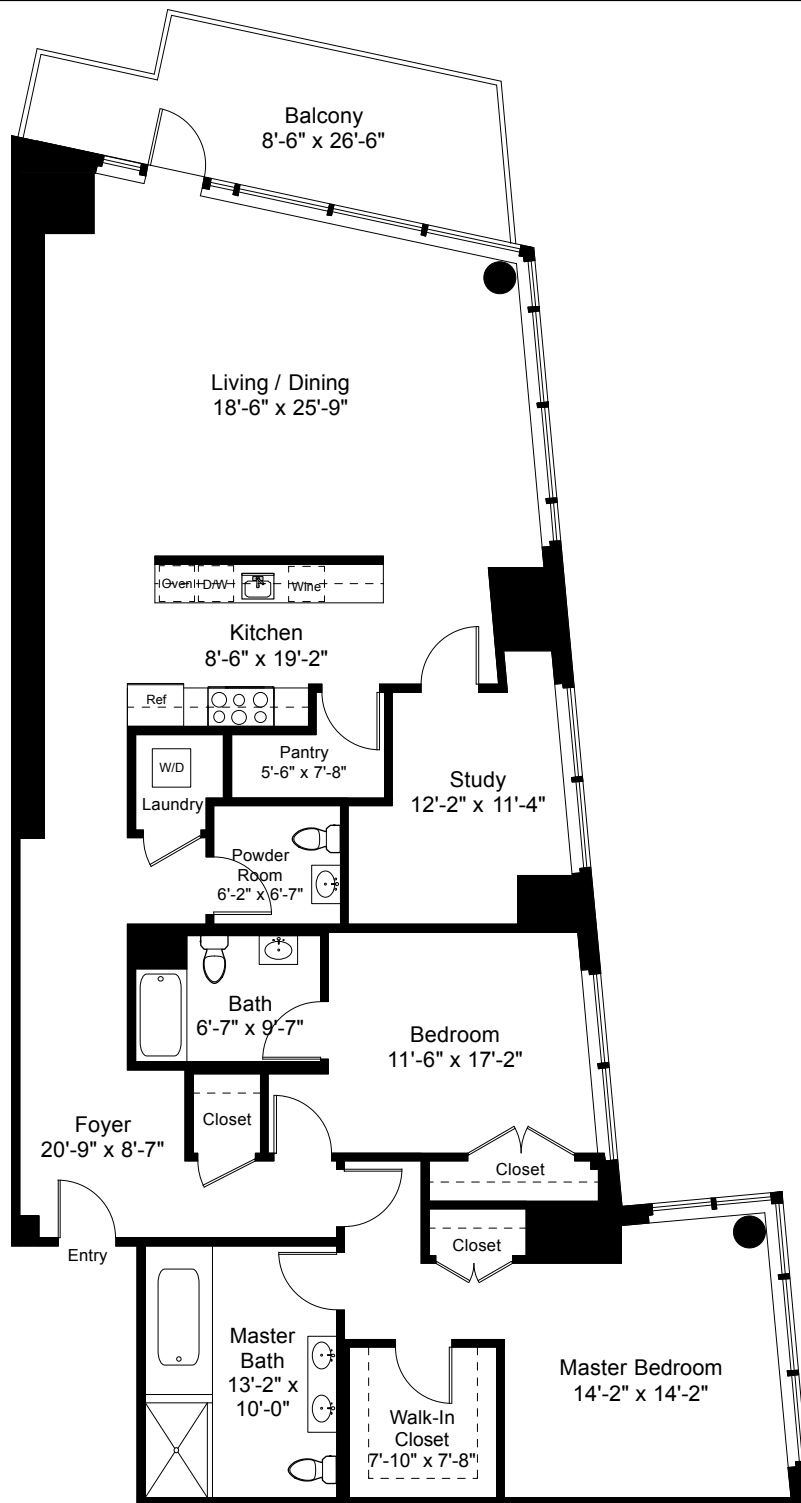 Balcony
8'-6" x 26'-6"
Living / Dining
18'-6" x 25'-9"
Oven
D/W
Wine
Kitchen
8'-6" x 19'-2"
Ref
W/D
Laundry
Pantry
5'-6" x 7'-8"
Study
12'-2" x 11'-4"
Powder
Room
6'-2" x 6'-7"
Bath
6'-7" x 9'-7"
Bedroom
11'-6" x 17'-2"
Closet
Foyer
20'-9" x 8'-7"
Closet
Entry
Closet
Master
Bath
13'-2" x
10'-0"
Walk-In
Closet
7'-10" x 7'-8"
Master Bedroom
14'-2" x 14'-2"